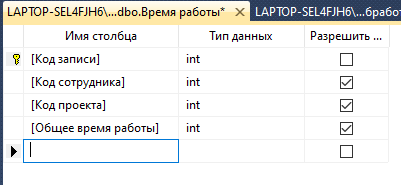 LAPTOP-SEL4FJH6\...dbo.Время работы* LAPTOP-SEL4FJH6\...бработ
Имя столбца Тип данных Разрешить ...
[Код записи] int
[Код сотрудника] int
[Код проекта] int
[Общее время работы] int